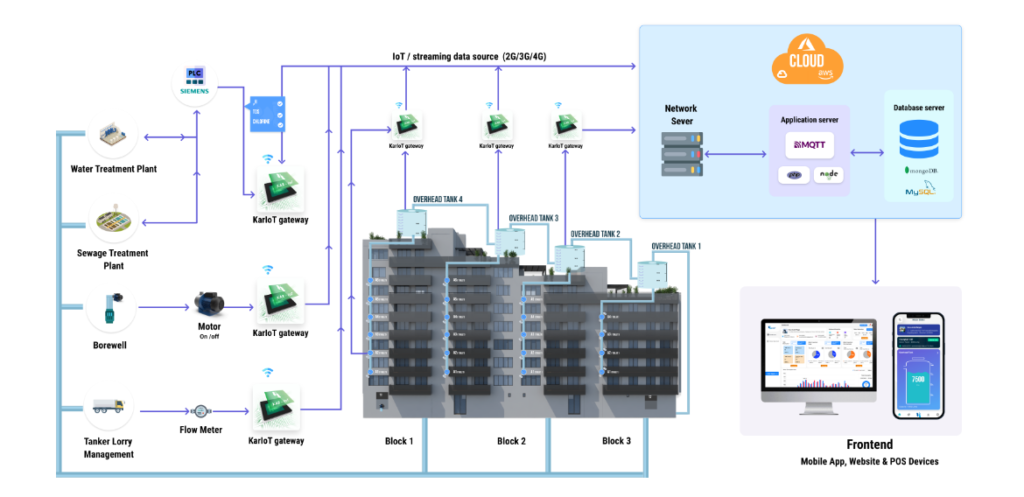 IoT / streaming data source (2G/3G/4G)
CLOUD
aws
PLC
SIEMENS
Network
Sever
Application server
MQTT
php
node
Database server
mongoDB
MySQL
Water Treatment Plant
KarIoT gateway
KarIoT gateway
KarIoT gateway
KarIoT gateway
OVERHEAD TANK 4
OVERHEAD TANK 3
OVERHEAD TANK 2
OVERHEAD TANK 1
Sewage Treatment
Plant
Borewell
Motor
On /off
KarIoT gateway
7500
Tanker Lorry
Management
Flow Meter
KarIoT gateway
Block 1
Block 2
Block 3
Frontend
Mobile App, Website & POS Devices